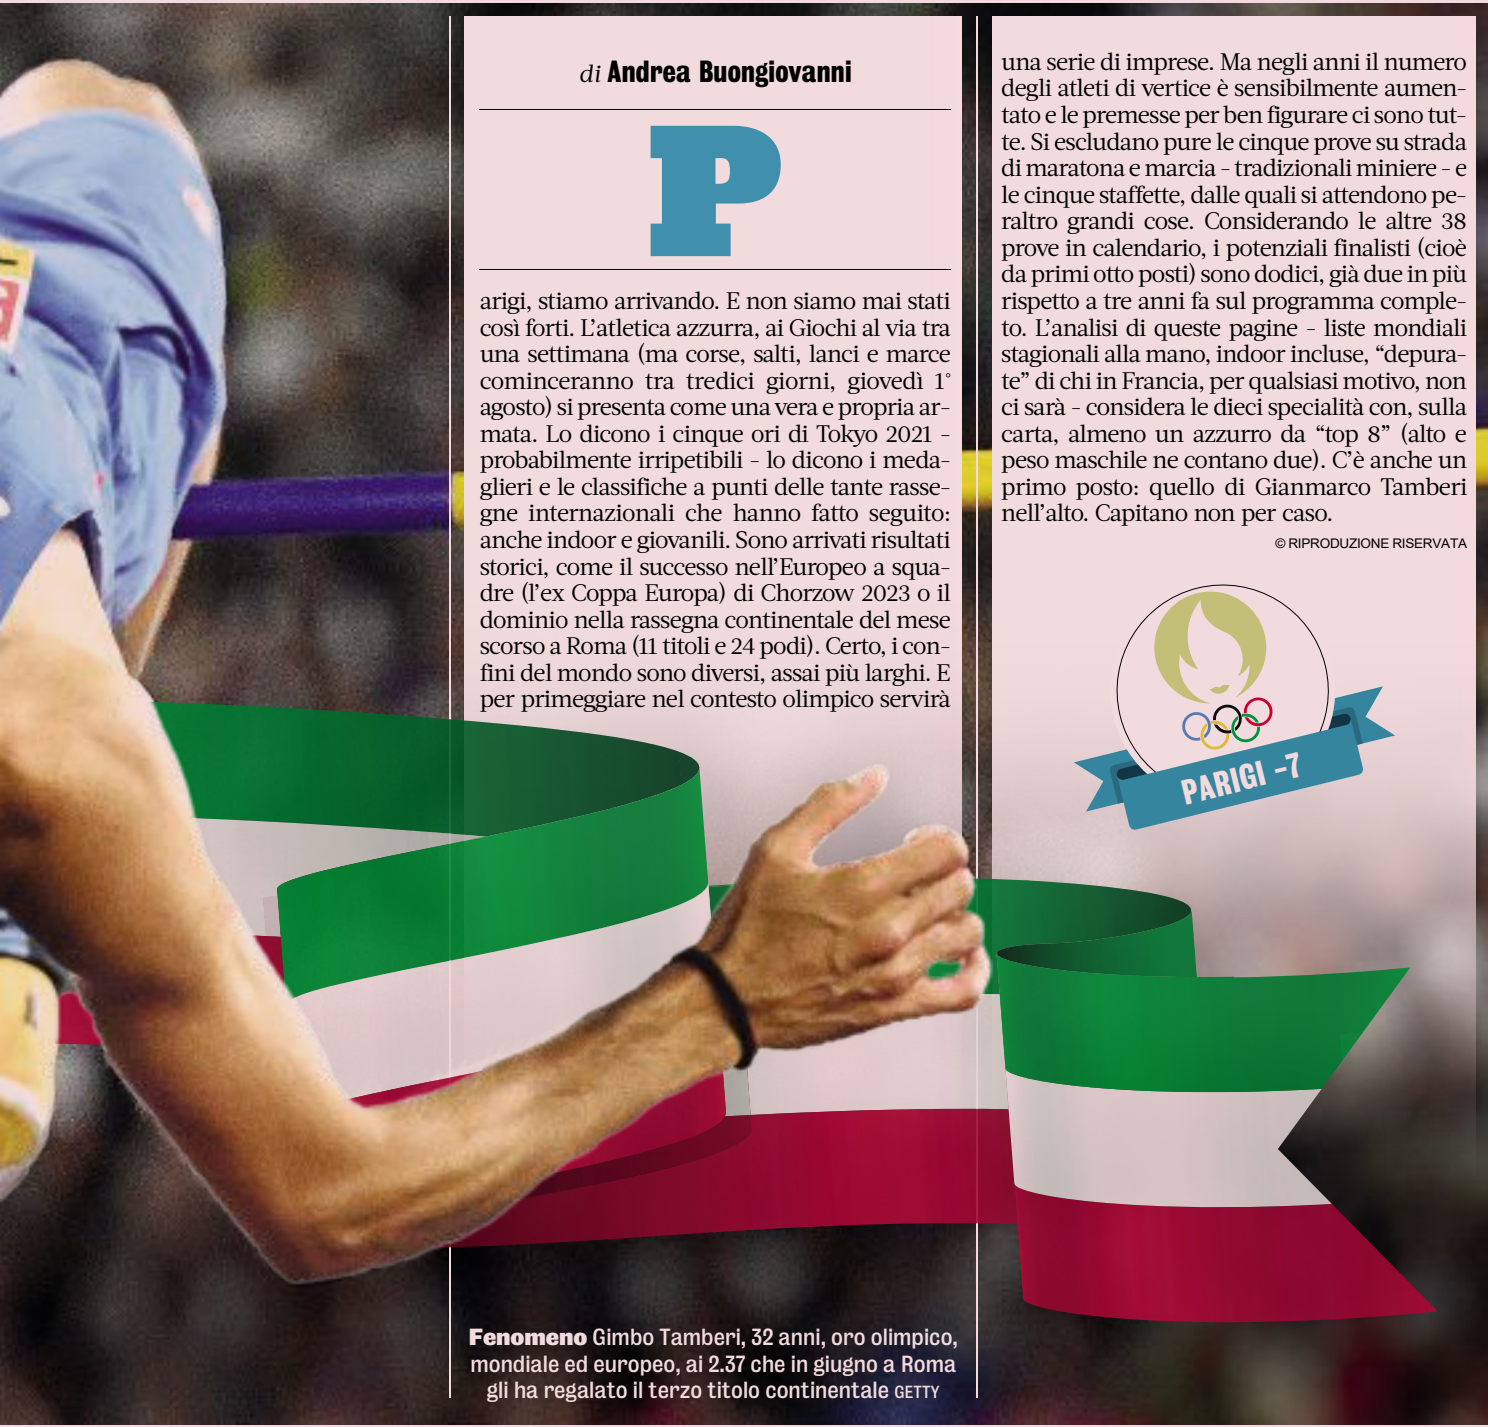 di Andrea Buongiovanni
P
arigi, stiamo arrivando. E non siamo mai stati
così forti. L’atletica azzurra, ai Giochi al via tra
una settimana (ma corse, salti, lanci e marce
cominceranno tra tredici giorni, giovedì 1°
agosto) si presenta come una vera e propria ar-
mata. Lo dicono i cinque ori di Tokyo 2021 -
probabilmente irripetibili - lo dicono i meda-
glieri e le classifiche a punti delle tante rasse-
gne internazionali che hanno fatto seguito:
anche indoor e giovanili. Sono arrivati risultati
storici, come il successo nell’Europeo a squa-
dre (l’ex Coppa Europa) di Chorzow 2023 o il
dominio nella rassegna continentale del mese
scorso a Roma (11 titoli e 24 podi). Certo, i con-
fini del mondo sono diversi, assai più larghi. E
per primeggiare nel contesto olimpico servirà
una serie di imprese. Ma negli anni il numero
degli atleti di vertice è sensibilmente aumen-
tato e le premesse per ben figurare ci sono tut-
te. Si escludano pure le cinque prove su strada
di maratona e marcia - tradizionali miniere - e
le cinque staffette, dalle quali si attendono pe-
raltro grandi cose. Considerando le altre 38
prove in calendario, i potenziali finalisti (cioè
da primi otto posti) sono dodici, già due in più
rispetto a tre anni fa sul programma comple-
to. L’analisi di queste pagine - liste mondiali
stagionali alla mano, indoor incluse, “depura-
te” di chi in Francia, per qualsiasi motivo, non
ci sarà - considera le dieci specialità con, sulla
carta, almeno un azzurro da “top 8” (alto e
peso maschile ne contano due). C’è anche un
primo posto: quello di Gianmarco Tamberi
nell’alto. Capitano non per caso.
© RIPRODUZIONE RISERVATA
PARIGI -7
Fenomeno Gimbo Tamberi, 32 anni, oro olimpico,
mondiale ed europeo, ai 2.37 che in giugno a Roma
gli ha regalato il terzo titolo continentale GETTY